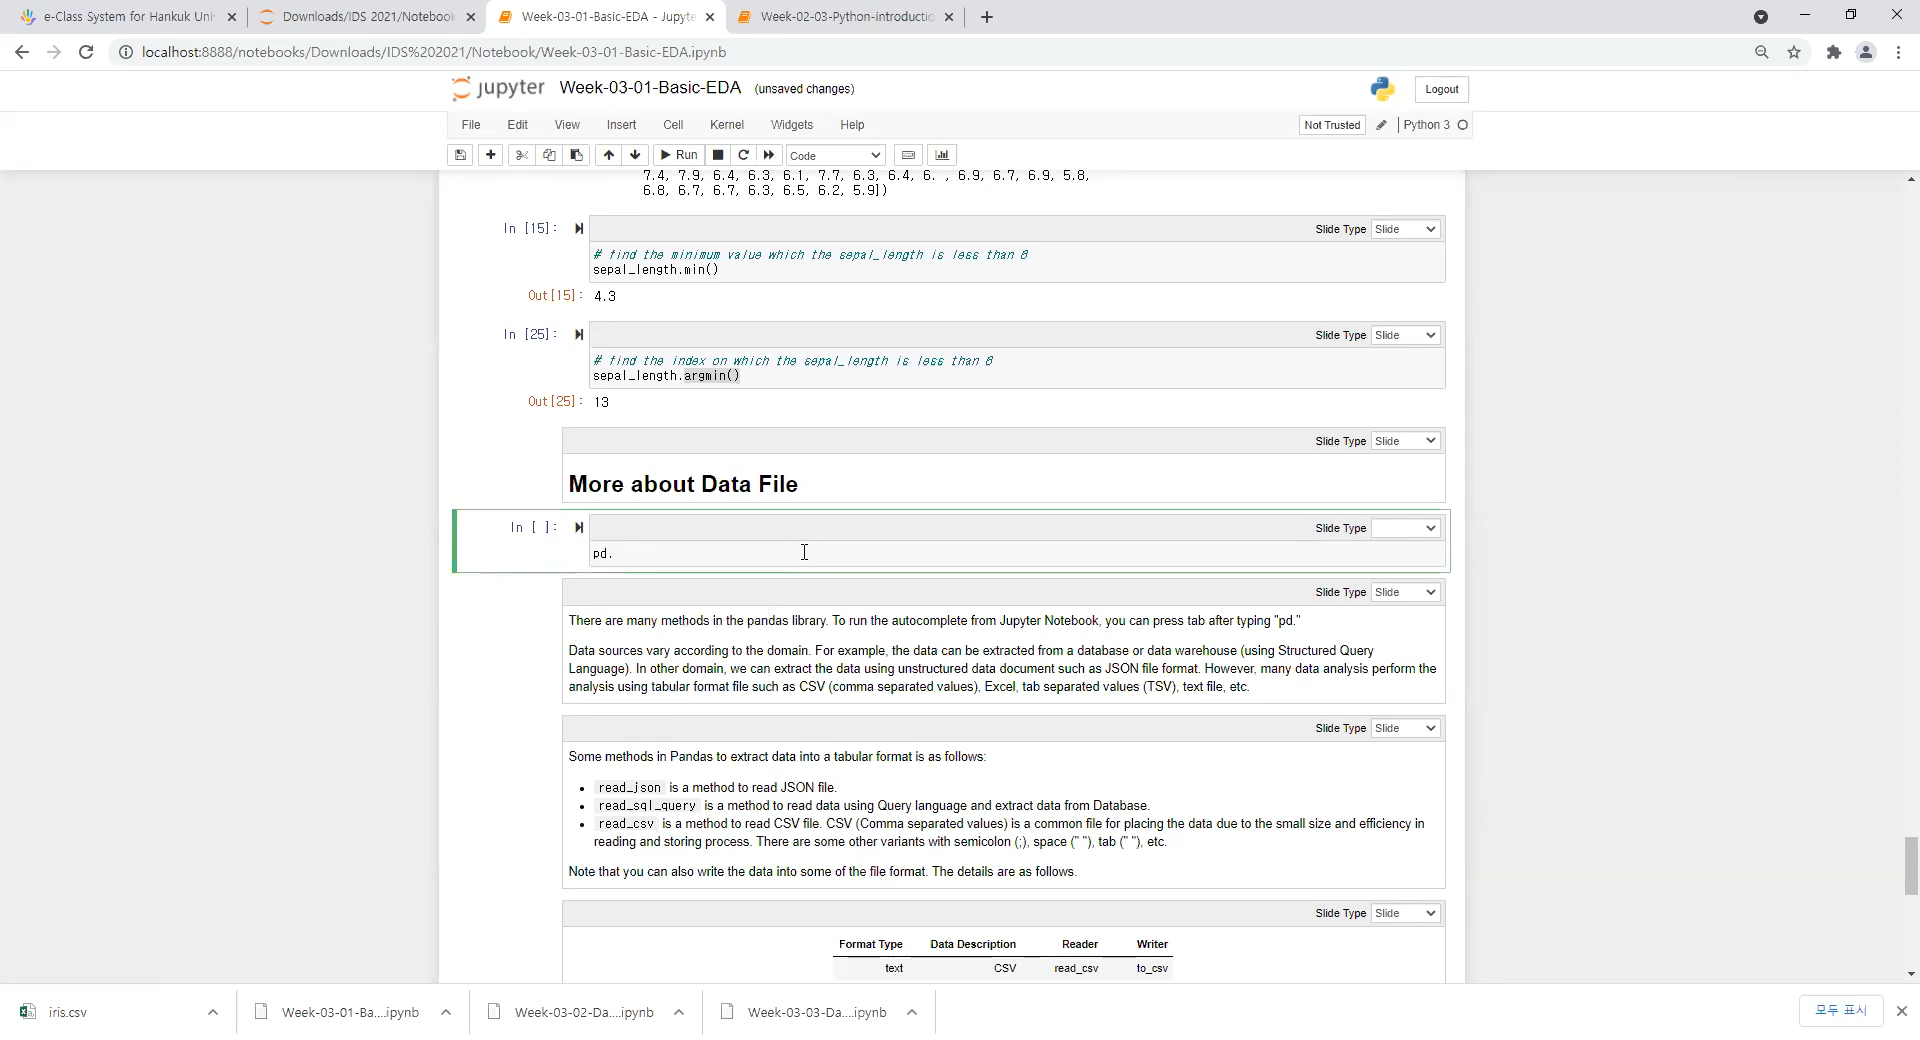 e-Class System for Hankuk Uni
Downloads/IDS 2021/Notebook
Week-03-01-Basic-EDA - Jupyte
Week-02-03-Python-introductio
localhost:8888/notebooks/Downloads/IDS%202021/Notebook/Week-03-01-Basic-EDA.ipynb
jupyter Week-03-01-Basic-EDA (unsaved changes)
Logout
File Edit View Insert Cell Kernel Widgets Help
Not Trusted Python 3
Run Code
7.4, 7.9, 6.4, 6.3, 6.1, 7.7, 6.3, 6.4, 6. , 6.9, 6.7, 6.9, 5.8,
6.8, 6.7, 6.7, 6.3, 6.5, 6.2, 5.9])
In [15]: Slide Type Slide
# find the minimum value which the sepal_length is less than 6
sepal_length.min()
Out[15]: 4.3
In [25]: Slide Type Slide
# find the index on which the sepal_length is less than 6
sepal_length.argmin()
Out[25]: 13
Slide Type Slide
More about Data File
In [ ]: Slide Type
pd.
Slide Type Slide
There are many methods in the pandas library. To run the autocomplete from Jupyter Notebook, you can press tab after typing "pd."
Data sources vary according to the domain. For example, the data can be extracted from a database or data warehouse (using Structured Query
Language). In other domain, we can extract the data using unstructured data document such as JSON file format. However, many data analysis perform the
analysis using tabular format file such as CSV (comma separated values), Excel, tab separated values (TSV), text file, etc.
Slide Type Slide
Some methods in Pandas to extract data into a tabular format is as follows:
• read_json is a method to read JSON file.
• read_sql_query is a method to read data using Query language and extract data from Database.
• read_csv is a method to read CSV file. CSV (Comma separated values) is a common file for placing the data due to the small size and efficiency in
reading and storing process. There are some other variants with semicolon (;), space (" "), tab (" "), etc.
Note that you can also write the data into some of the file format. The details are as follows.
Slide Type Slide
Format Type Data Description Reader Writer
text CSV read_csv to_csv
iris.csv
Week-03-01-Ba....ipynb
Week-03-02-Da....ipynb
Week-03-03-Da....ipynb
모두 표시